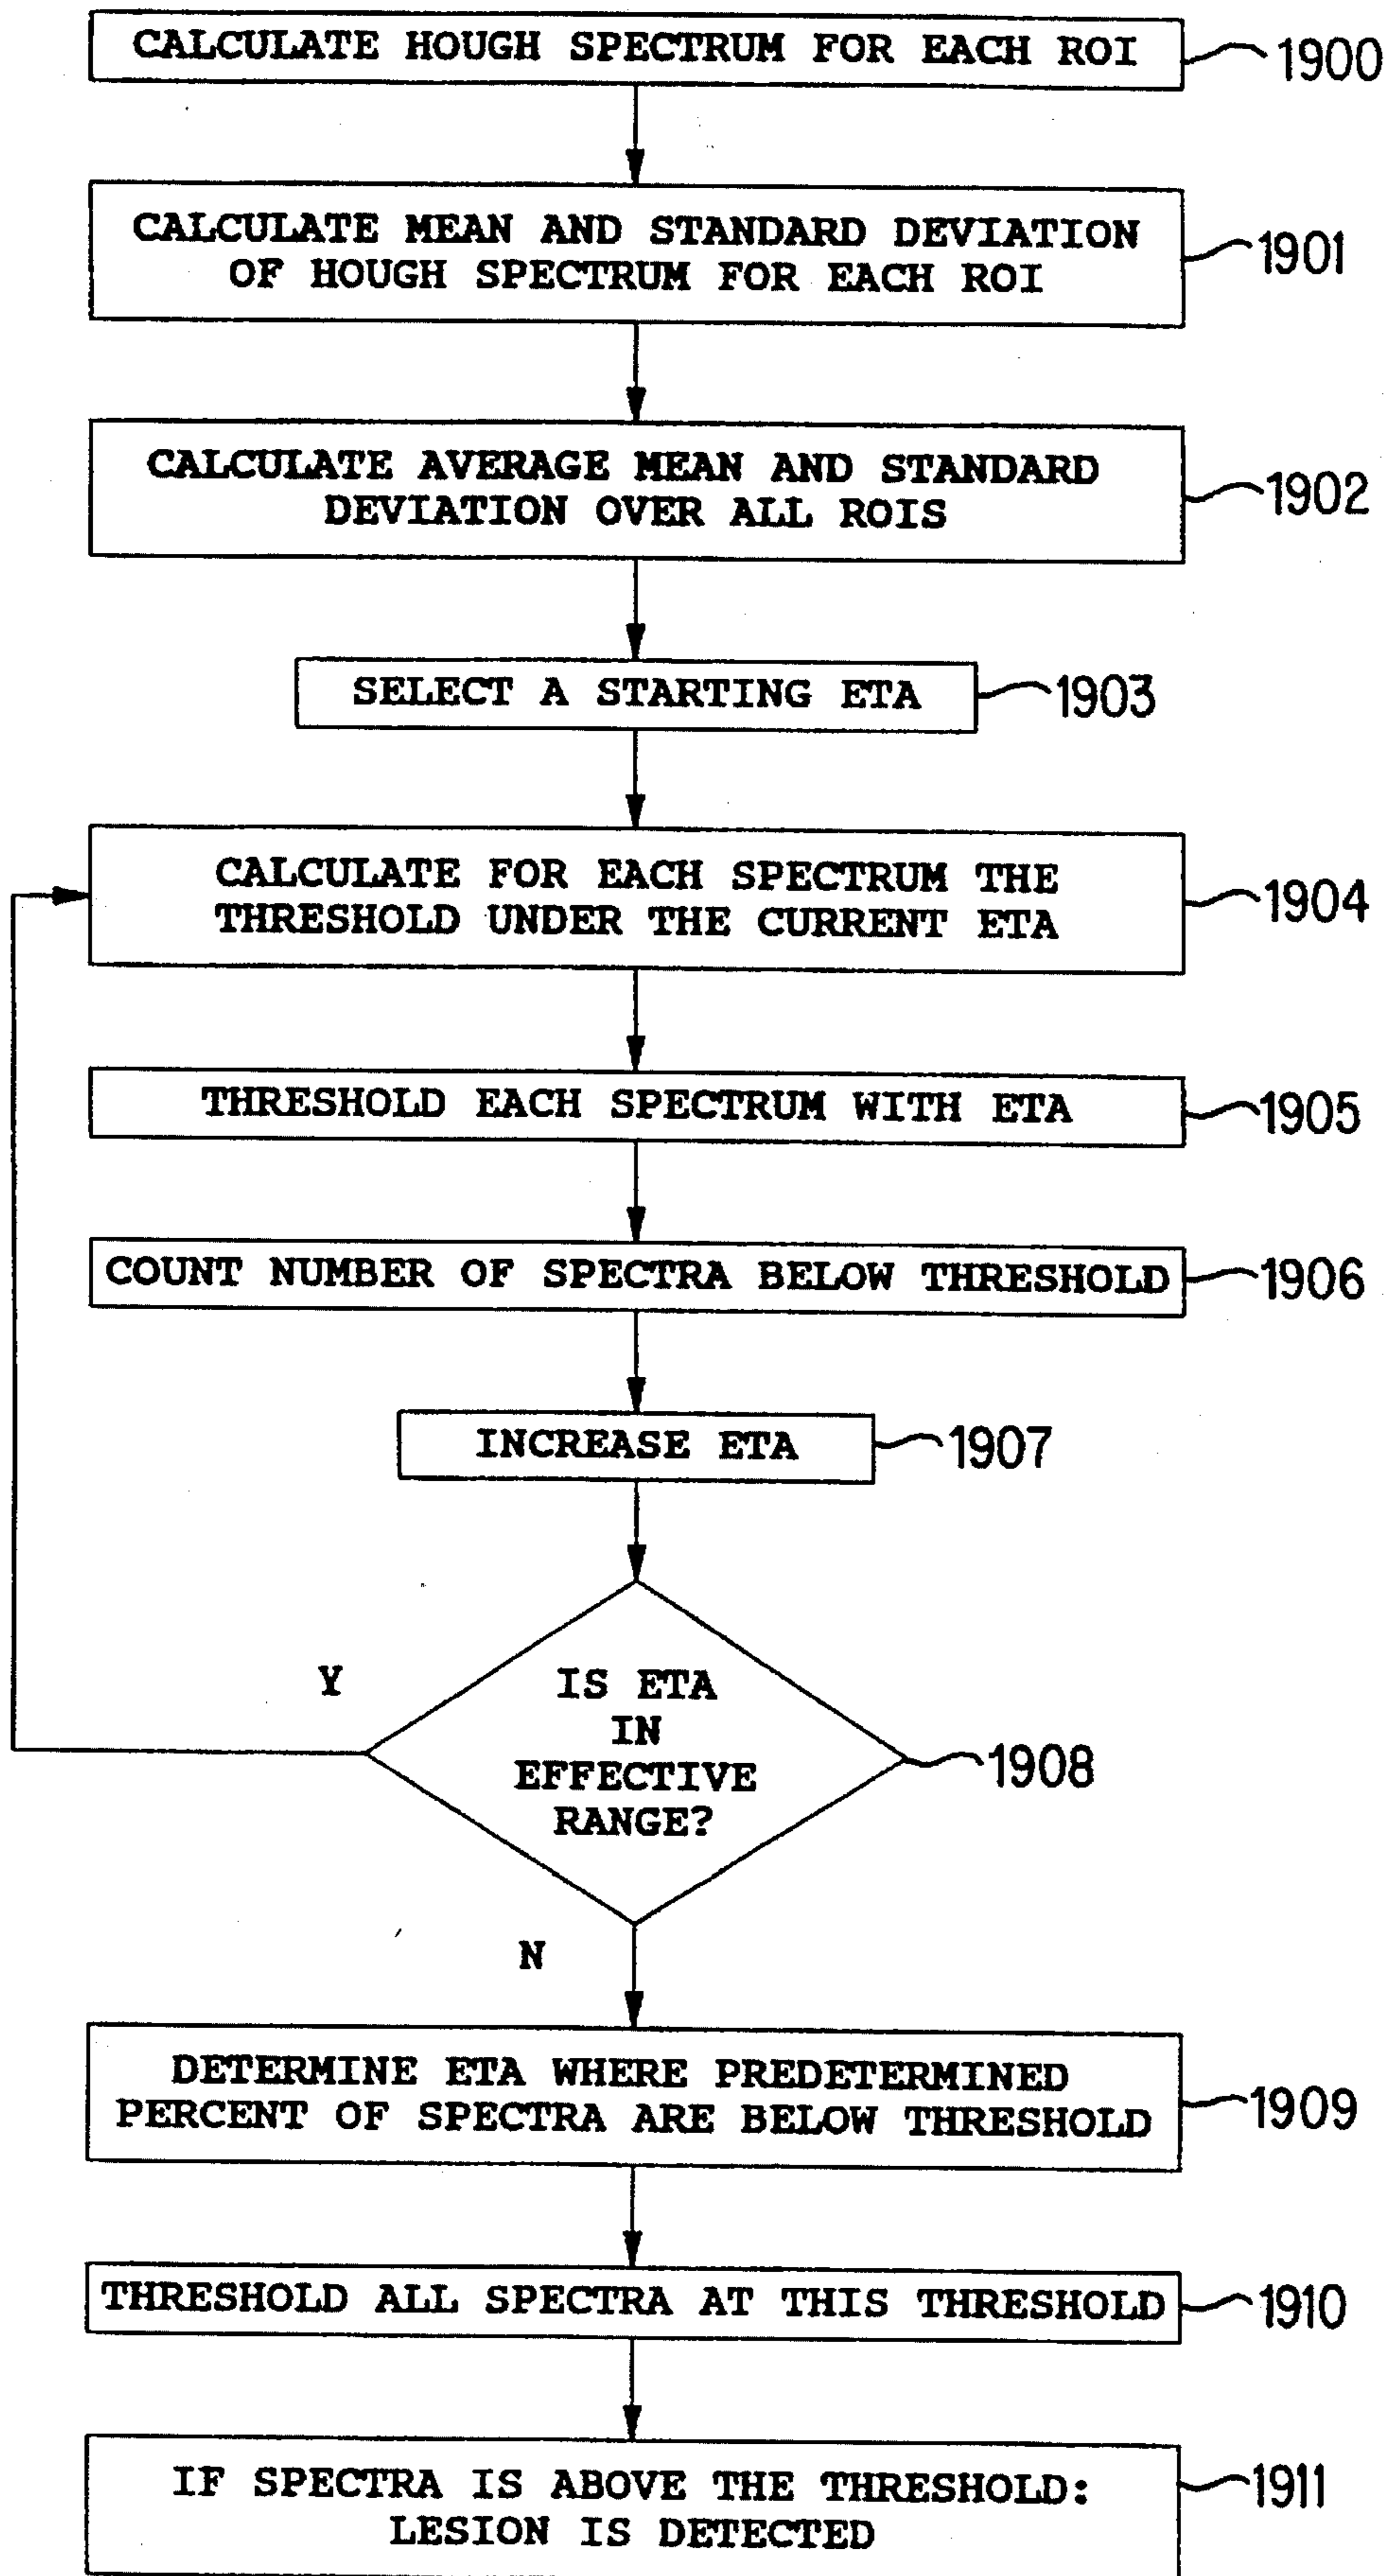 CALCULATE HOUGH SPECTRUM FOR EACH ROI
1900
CALCULATE MEAN AND STANDARD DEVIATION
OF HOUGH SPECTRUM FOR EACH ROI
1901
CALCULATE AVERAGE MEAN AND STANDARD
DEVIATION OVER ALL ROIS
1902
SELECT A STARTING ETA
1903
CALCULATE FOR EACH SPECTRUM THE
THRESHOLD UNDER THE CURRENT ETA
1904
THRESHOLD EACH SPECTRUM WITH ETA
1905
COUNT NUMBER OF SPECTRA BELOW THRESHOLD
1906
INCREASE ETA
1907
Y
IS ETA
IN
EFFECTIVE
RANGE?
1908
N
DETERMINE ETA WHERE PREDETERMINED
PERCENT OF SPECTRA ARE BELOW THRESHOLD
1909
THRESHOLD ALL SPECTRA AT THIS THRESHOLD
1910
IF SPECTRA IS ABOVE THE THRESHOLD:
LESION IS DETECTED
1911